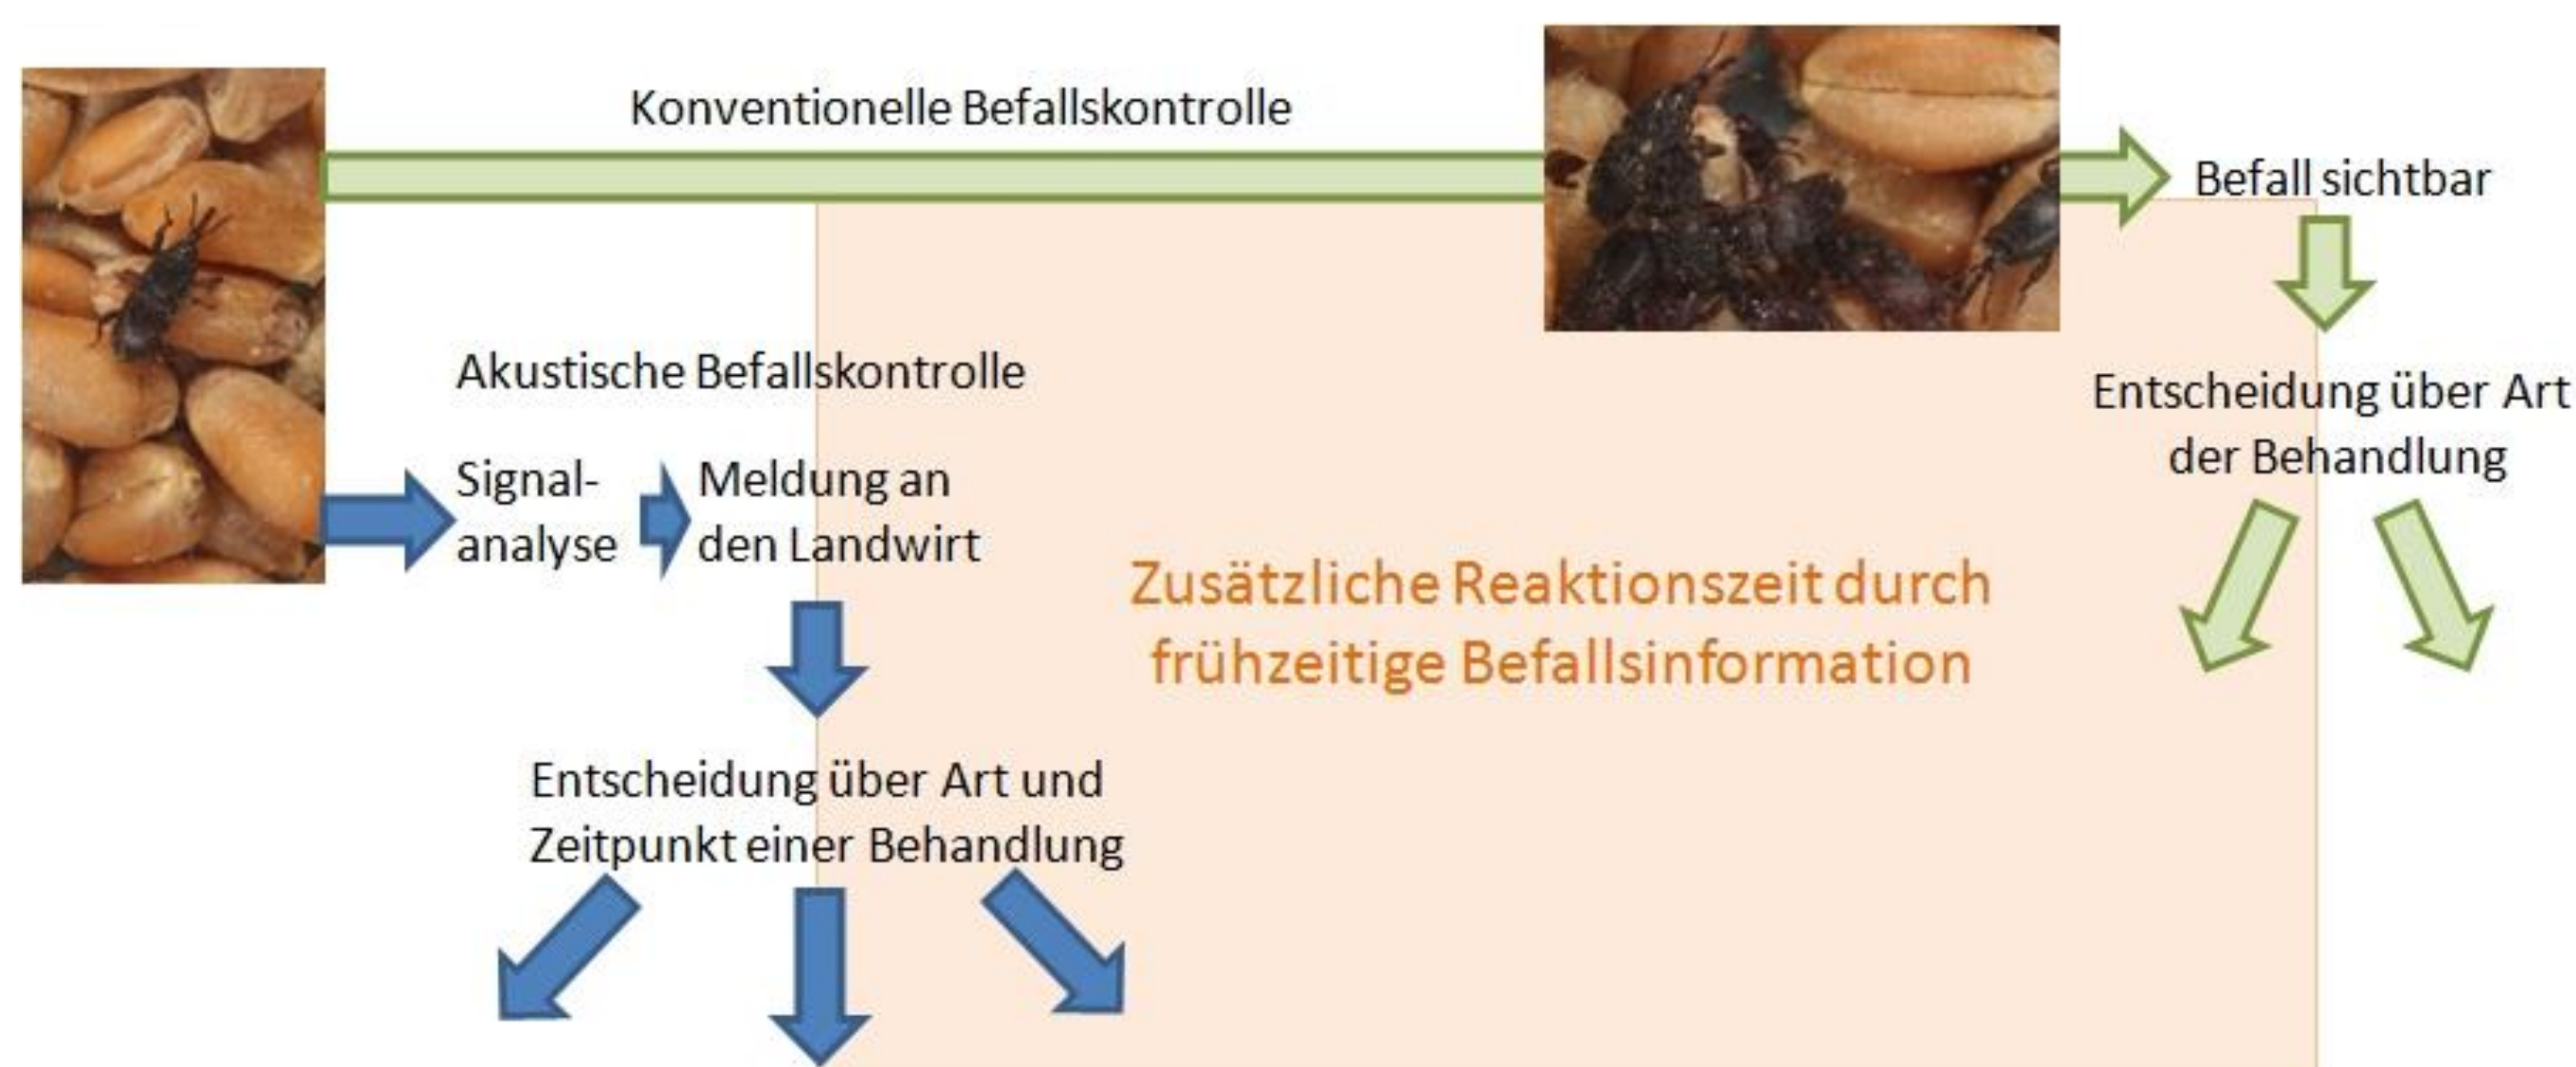 Konventionelle Befallskontrolle
Befall sichtbar
Akustische Befallskontrolle
Entscheidung über Art
der Behandlung
Signal-
analyse
Meldung an
den Landwirt
Zusätzliche Reaktionszeit durch
frühzeitige Befallsinformation
Entscheidung über Art und
Zeitpunkt einer Behandlung